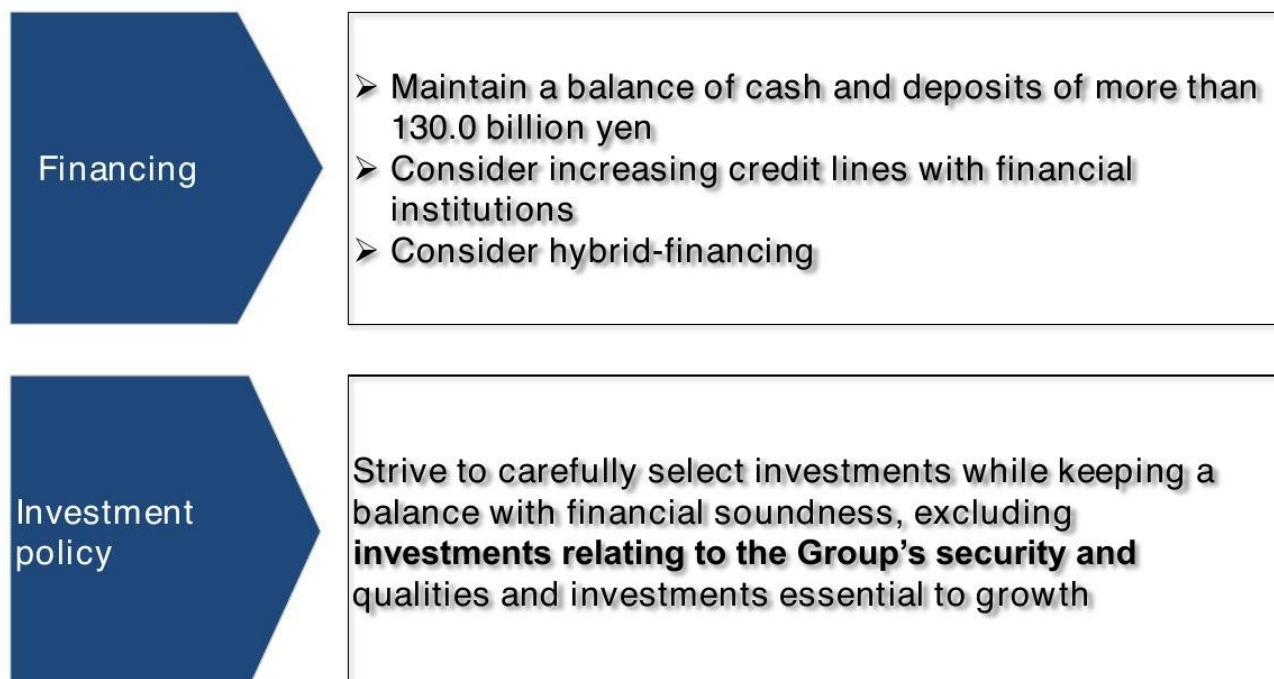 Financing
➢ Maintain a balance of cash and deposits of more than
130.0 billion yen
➢ Consider increasing credit lines with financial
institutions
➢ Consider hybrid-financing
Investment
policy
Strive to carefully select investments while keeping a
balance with financial soundness, excluding
investments relating to the Group’s security and
qualities and investments essential to growth